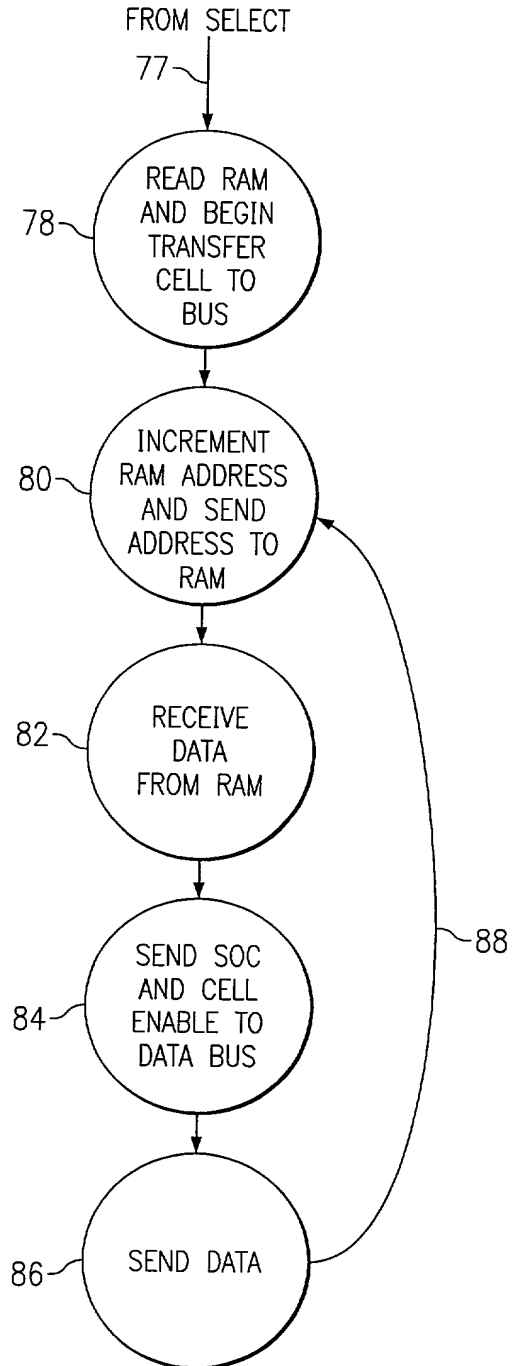 FROM SELECT
77
READ RAM
AND BEGIN
TRANSFER
CELL TO
BUS
78
INCREMENT
RAM ADDRESS
AND SEND
ADDRESS TO
RAM
80
RECEIVE
DATA
FROM RAM
82
SEND SOC
AND CELL
ENABLE TO
DATA BUS
84
88
SEND DATA
86